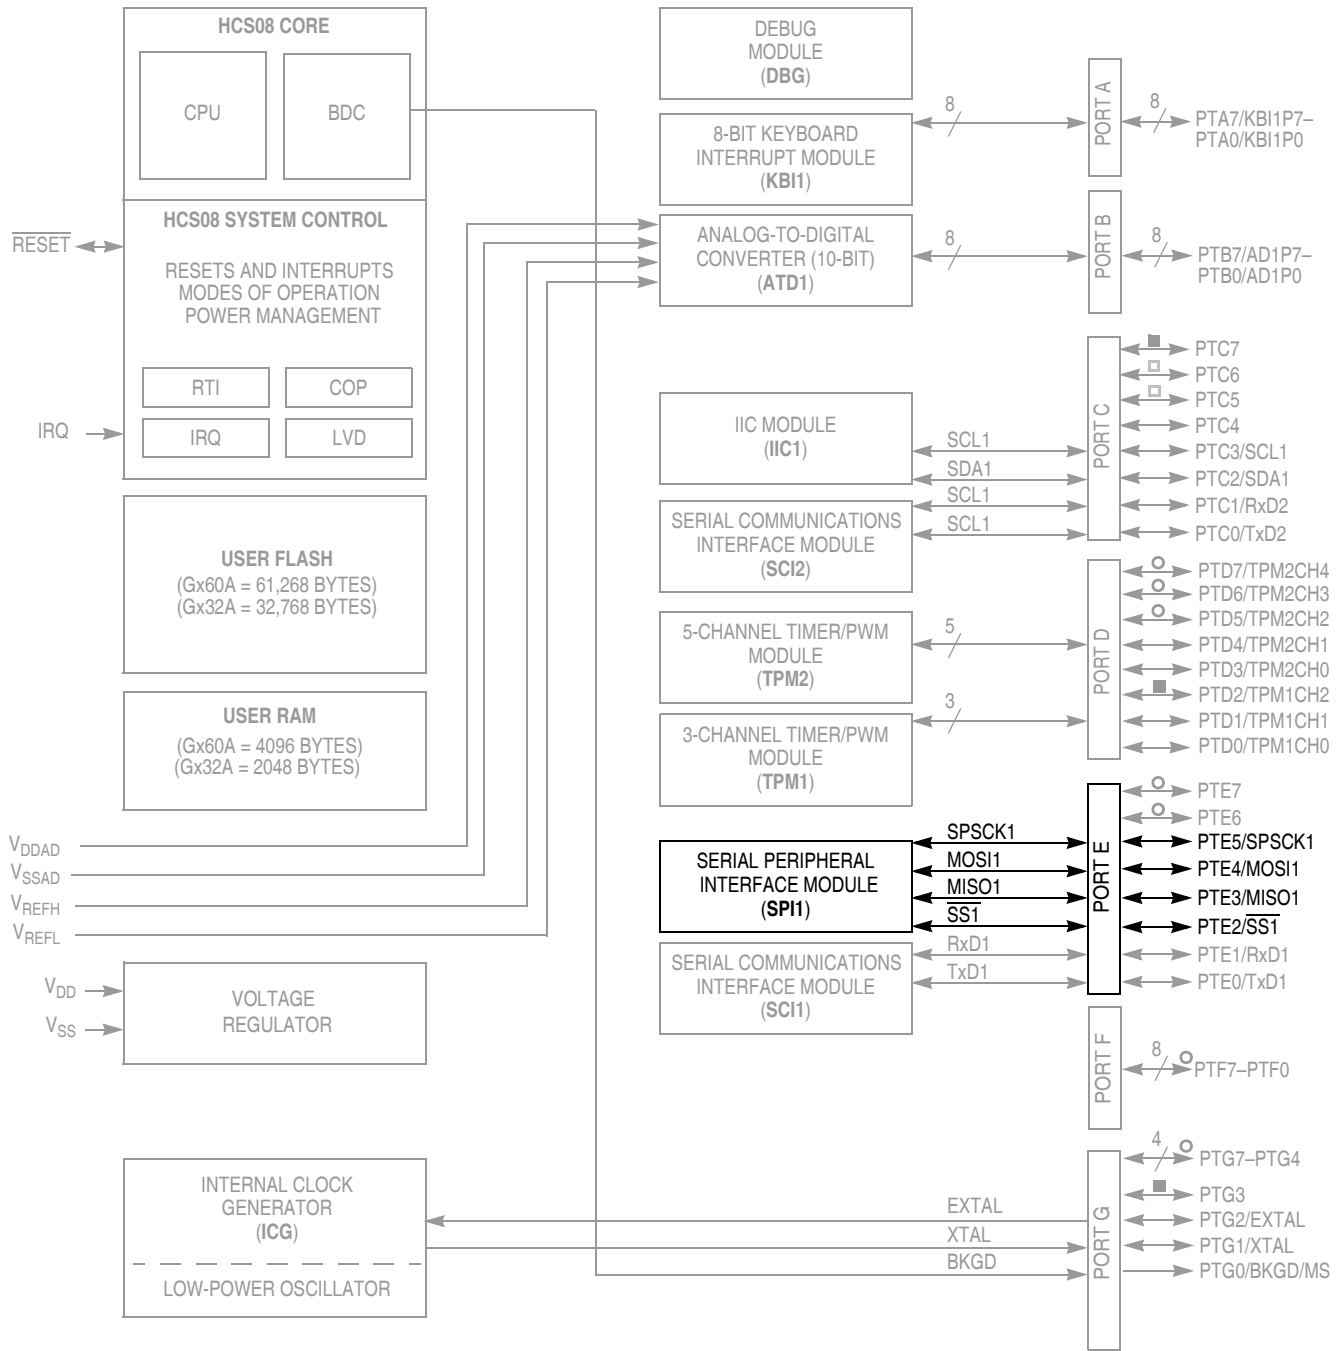 HCS08 CORE
CPU
BDC
HCS08 SYSTEM CONTROL
RESETS AND INTERRUPTS
MODES OF OPERATION
POWER MANAGEMENT
RTI
COP
IRQ
LVD
RESET
IRQ
USER FLASH
(Gx60A = 61,268 BYTES)
(Gx32A = 32,768 BYTES)
USER RAM
(Gx60A = 4096 BYTES)
(Gx32A = 2048 BYTES)
VDDAD
VSSAD
VREFH
VREFL
VDD
VSS
VOLTAGE
REGULATOR
INTERNAL CLOCK
GENERATOR
(ICG)
LOW-POWER OSCILLATOR
DEBUG
MODULE
(DBG)
8-BIT KEYBOARD
INTERRUPT MODULE
(KBI1)
8
PORT A
8
PTA7/KBI1P7–
PTA0/KBI1P0
ANALOG-TO-DIGITAL
CONVERTER (10-BIT)
(ATD1)
8
PORT B
8
PTB7/AD1P7–
PTB0/AD1P0
IIC MODULE
(IIC1)
SCL1
SDA1
SERIAL COMMUNICATIONS
INTERFACE MODULE
(SCI2)
SCL1
SCL1
PORT C
PTC7
PTC6
PTC5
PTC4
PTC3/SCL1
PTC2/SDA1
PTC1/RxD2
PTC0/TxD2
5-CHANNEL TIMER/PWM
MODULE
(TPM2)
5
3-CHANNEL TIMER/PWM
MODULE
(TPM1)
3
PORT D
PTD7/TPM2CH4
PTD6/TPM2CH3
PTD5/TPM2CH2
PTD4/TPM2CH1
PTD3/TPM2CH0
PTD2/TPM1CH2
PTD1/TPM1CH1
PTD0/TPM1CH0
SERIAL PERIPHERAL
INTERFACE MODULE
(SPI1)
SPSCK1
MOSI1
MISO1
SS1
SERIAL COMMUNICATIONS
INTERFACE MODULE
(SCI1)
RxD1
TxD1
PORT E
PTE7
PTE6
PTE5/SPSCK1
PTE4/MOSI1
PTE3/MISO1
PTE2/SS1
PTE1/RxD1
PTE0/TxD1
PORT F
8
PTF7–PTF0
EXTAL
XTAL
BKGD
PORT G
4
PTG7–PTG4
PTG3
PTG2/EXTAL
PTG1/XTAL
PTG0/BKGD/MS